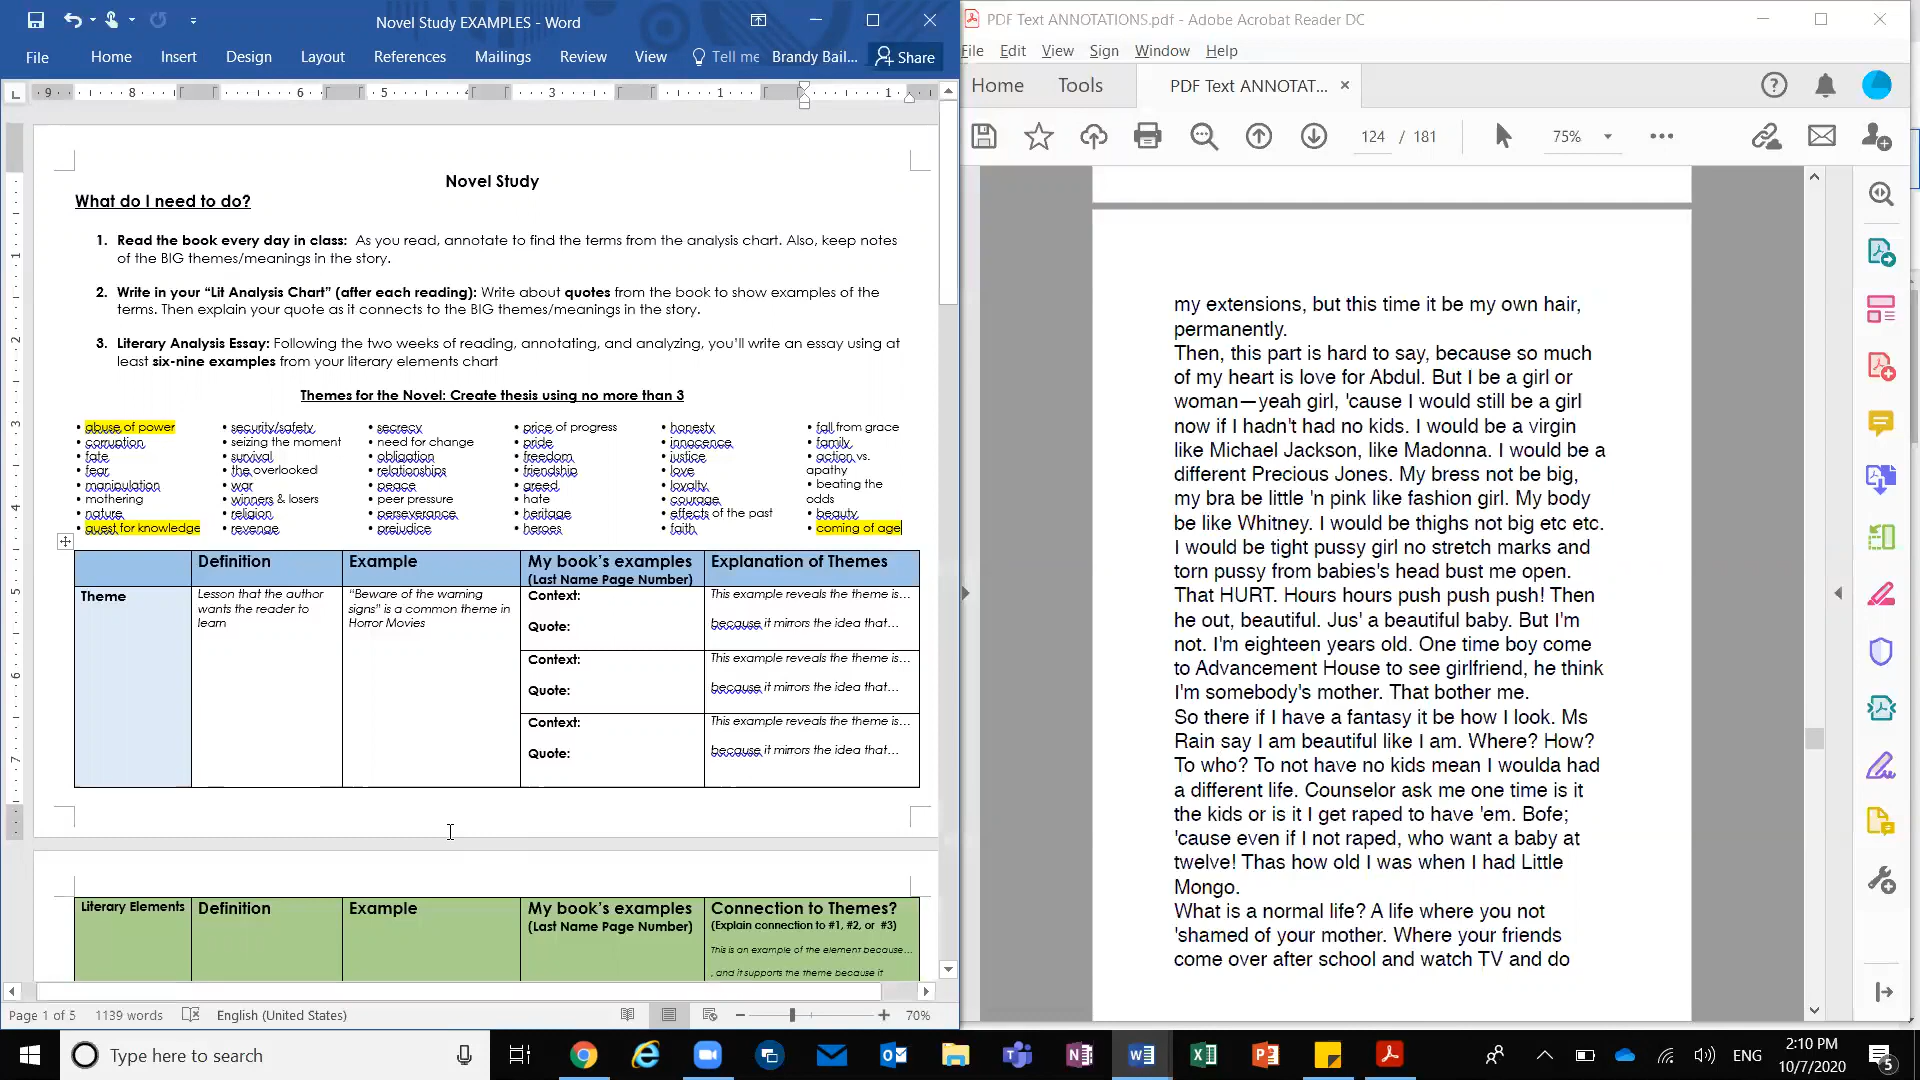 Novel Study EXAMPLES - Word
File Home Insert Design Layout References Mailings Review View Tell me Brandy Bail... Share
Novel Study
What do I need to do?
1. Read the book every day in class: As you read, annotate to find the terms from the analysis chart. Also, keep notes
of the BIG themes/meanings in the story.
2. Write in your “Lit Analysis Chart” (after each reading): Write about quotes from the book to show examples of the
terms. Then explain your quote as it connects to the BIG themes/meanings in the story.
3. Literary Analysis Essay: Following the two weeks of reading, annotating, and analyzing, you’ll write an essay using at
least six-nine examples from your literary elements chart
Themes for the Novel: Create thesis using no more than 3
• abuse of power
• corruption
• fate
• fear
• manipulation
• mothering
• nature
• quest for knowledge
• security/safety
• seizing the moment
• survival
• the overlooked
• war
• winners & losers
• religion
• revenge
• secrecy
• need for change
• obligation
• relationships
• peace
• peer pressure
• perseverance
• prejudice
• price of progress
• pride
• freedom
• friendship
• greed
• hate
• heritage
• heroes
• honesty
• innocence
• justice
• love
• loyalty
• courage
• effects of the past
• faith
• fall from grace
• family
• action vs.
apathy
• beating the
odds
• beauty
• coming of age
Definition Example My book’s examples Explanation of Themes
(Last Name Page Number)
Theme
Lesson that the author
wants the reader to
learn
“Beware of the warning
signs” is a common theme in
Horror Movies
Context:
Quote:
This example reveals the theme is...
because it mirrors the idea that...
Context:
Quote:
This example reveals the theme is...
because it mirrors the idea that...
Context:
Quote:
This example reveals the theme is...
because it mirrors the idea that...
Literary Elements Definition Example My book’s examples Connection to Themes?
(Last Name Page Number) (Explain connection to #1, #2, or #3)
This is an example of the element because...
, and it supports the theme because it
Page 1 of 5 1139 words English (United States) 70%
PDF Text ANNOTATIONS.pdf - Adobe Acrobat Reader DC
File Edit View Sign Window Help
Home Tools PDF Text ANNOTAT...
124 / 181 75%
my extensions, but this time it be my own hair,
permanently.
Then, this part is hard to say, because so much
of my heart is love for Abdul. But I be a girl or
woman—yeah girl, 'cause I would still be a girl
now if I hadn't had no kids. I would be a virgin
like Michael Jackson, like Madonna. I would be a
different Precious Jones. My bress not be big,
my bra be little 'n pink like fashion girl. My body
be like Whitney. I would be thighs not big etc etc.
I would be tight pussy girl no stretch marks and
torn pussy from babies's head bust me open.
That HURT. Hours hours push push push! Then
he out, beautiful. Jus' a beautiful baby. But I'm
not. I'm eighteen years old. One time boy come
to Advancement House to see girlfriend, he think
I'm somebody's mother. That bother me.
So there if I have a fantasy it be how I look. Ms
Rain say I am beautiful like I am. Where? How?
To who? To not have no kids mean I woulda had
a different life. Counselor ask me one time is it
the kids or is it I get raped to have 'em. Bofe;
'cause even if I not raped, who want a baby at
twelve! Thas how old I was when I had Little
Mongo.
What is a normal life? A life where you not
'shamed of your mother. Where your friends
come over after school and watch TV and do
Type here to search
ENG
2:10 PM
10/7/2020
5